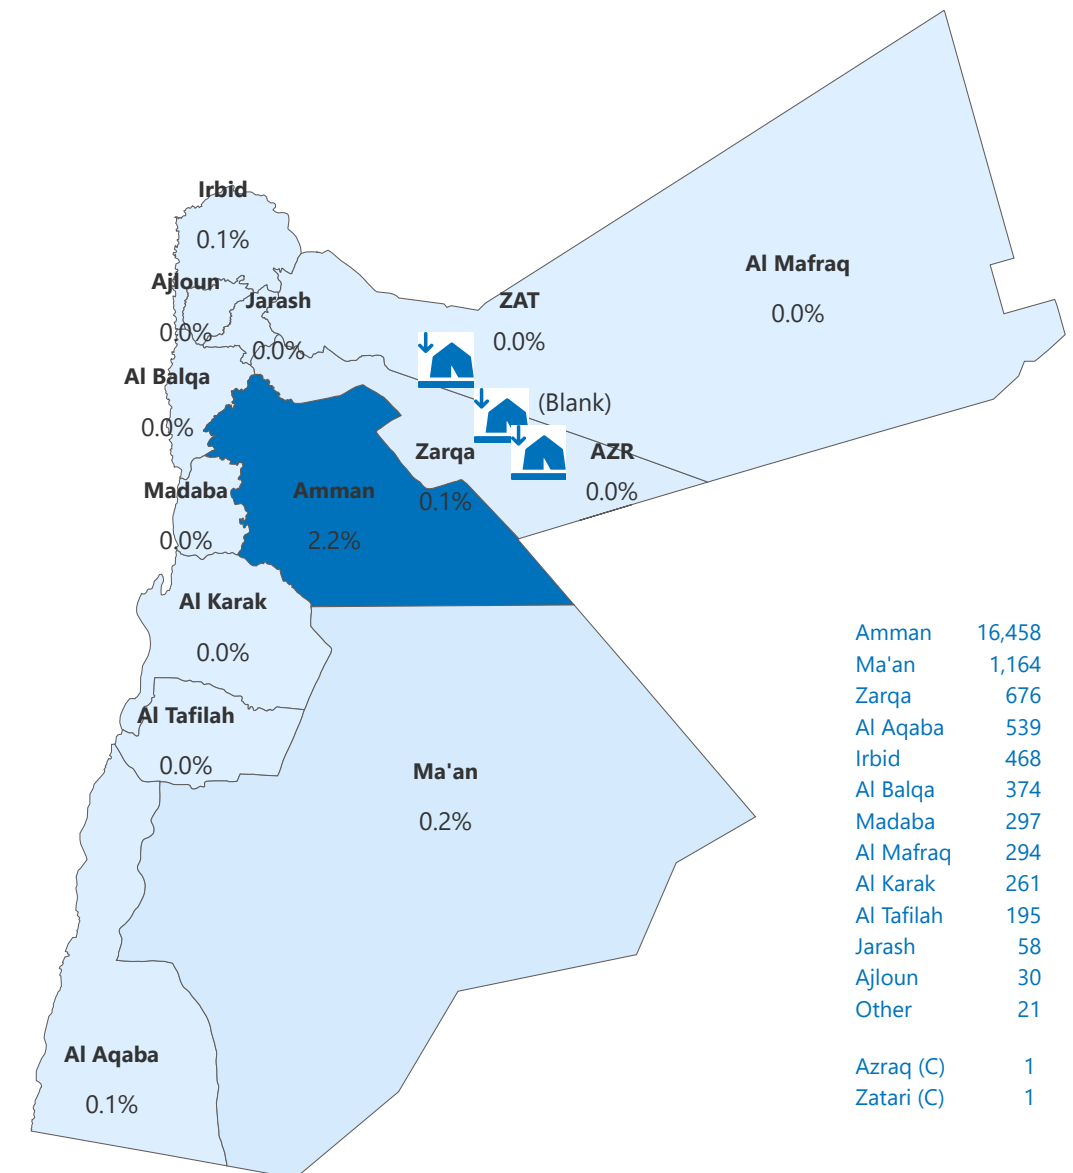 Irbid
0.1%
Al Mafraq
0.0%
Ajloun
0.0%
Jarash
0.0%
ZAT
0.0%
Al Balqa
0.0%
(Blank)
Zarqa
0.1%
AZR
0.0%
Madaba
0.0%
Amman
2.2%
Al Karak
0.0%
Al Tafilah
0.0%
Ma'an
0.2%
Al Aqaba
0.1%
Amman 16,458
Ma'an 1,164
Zarqa 676
Al Aqaba 539
Irbid 468
Al Balqa 374
Madaba 297
Al Mafraq 294
Al Karak 261
Al Tafilah 195
Jarash 58
Ajloun 30
Other 21
Azraq (C) 1
Zatari (C) 1